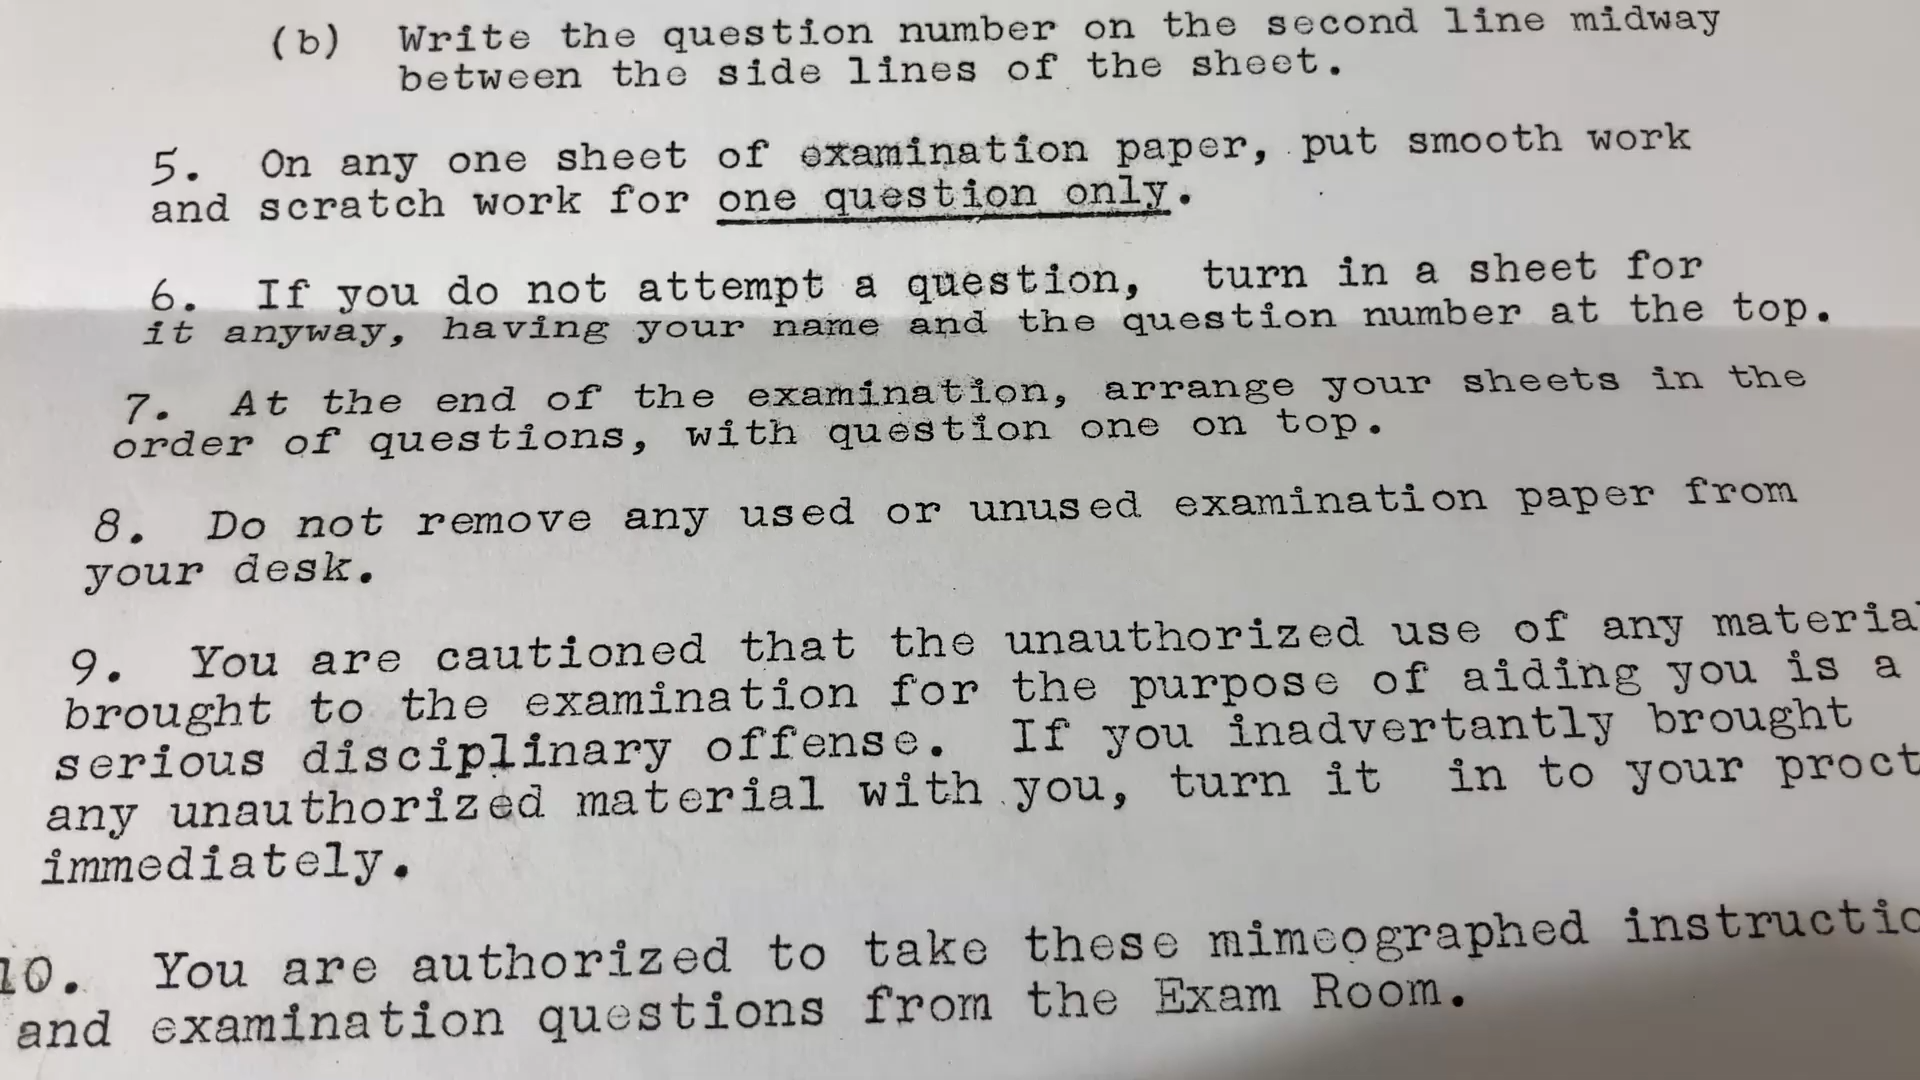 (b) Write the question number on the second line midway
between the side lines of the sheet.
5. On any one sheet of examination paper, put smooth work
and scratch work for one question only.
6. If you do not attempt a question, turn in a sheet for
it anyway, having your name and the question number at the top.
7. At the end of the examination, arrange your sheets in the
order of questions, with question one on top.
8. Do not remove any used or unused examination paper from
your desk.
9. You are cautioned that the unauthorized use of any materia
brought to the examination for the purpose of aiding you is a
serious disciplinary offense. If you inadvertantly brought
any unauthorized material with you, turn it in to your proct
immediately.
10. You are authorized to take these mimeographed instructio
and examination questions from the Exam Room.